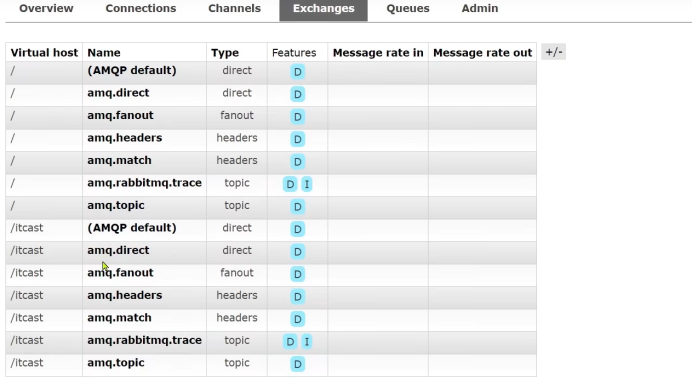 Overview Connections Channels Exchanges Queues Admin
Virtual host Name Type Features Message rate in Message rate out +/-
/ (AMQP default) direct D
/ amq.direct direct D
/ amq.fanout fanout D
/ amq.headers headers D
/ amq.match headers D
/ amq.rabbitmq.trace topic D I
/ amq.topic topic D
/itcast (AMQP default) direct D
/itcast amq.direct direct D
/itcast amq.fanout fanout D
/itcast amq.headers headers D
/itcast amq.match headers D
/itcast amq.rabbitmq.trace topic D I
/itcast amq.topic topic D